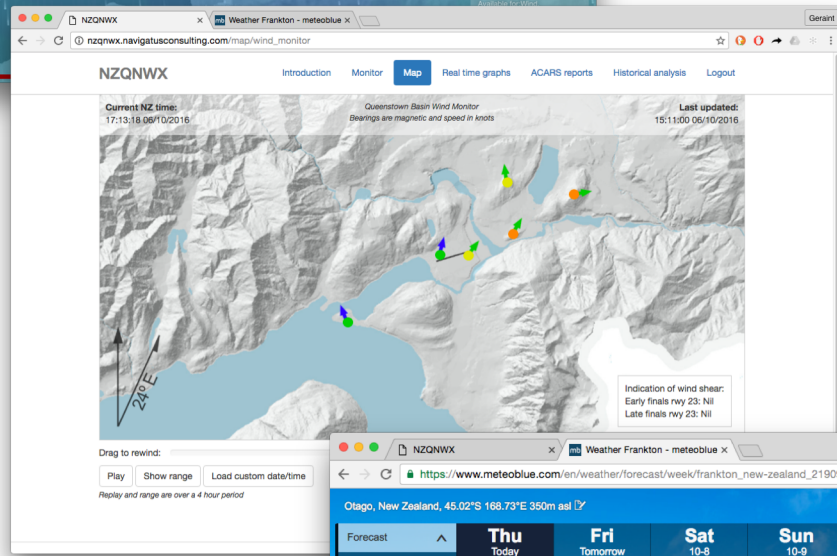 Available for Wind
NZQNWX
Weather Frankton - meteoblue
Geraint
nzqnwx.navigatusconsulting.com/map/wind_monitor
NZQNWX
Introduction Monitor Map Real time graphs ACARS reports Historical analysis Logout
Current NZ time:
17:13:18 06/10/2016
Queenstown Basin Wind Monitor
Bearings are magnetic and speed in knots
Last updated:
15:11:00 06/10/2016
24° E
Indication of wind shear:
Early finals rwy 23: Nil
Late finals rwy 23: Nil
Drag to rewind:
Play Show range Load custom date/time
Replay and range are over a 4 hour period
NZQNWX
mb Weather Frankton - meteoblue
https://www.meteoblue.com/en/weather/forecast/week/frankton_new-zealand_2190
Otago, New Zealand, 45.02°S 168.73°E 350m asl
Forecast
Thu
Today
Fri
Tomorrow
Sat
10-8
Sun
10-9